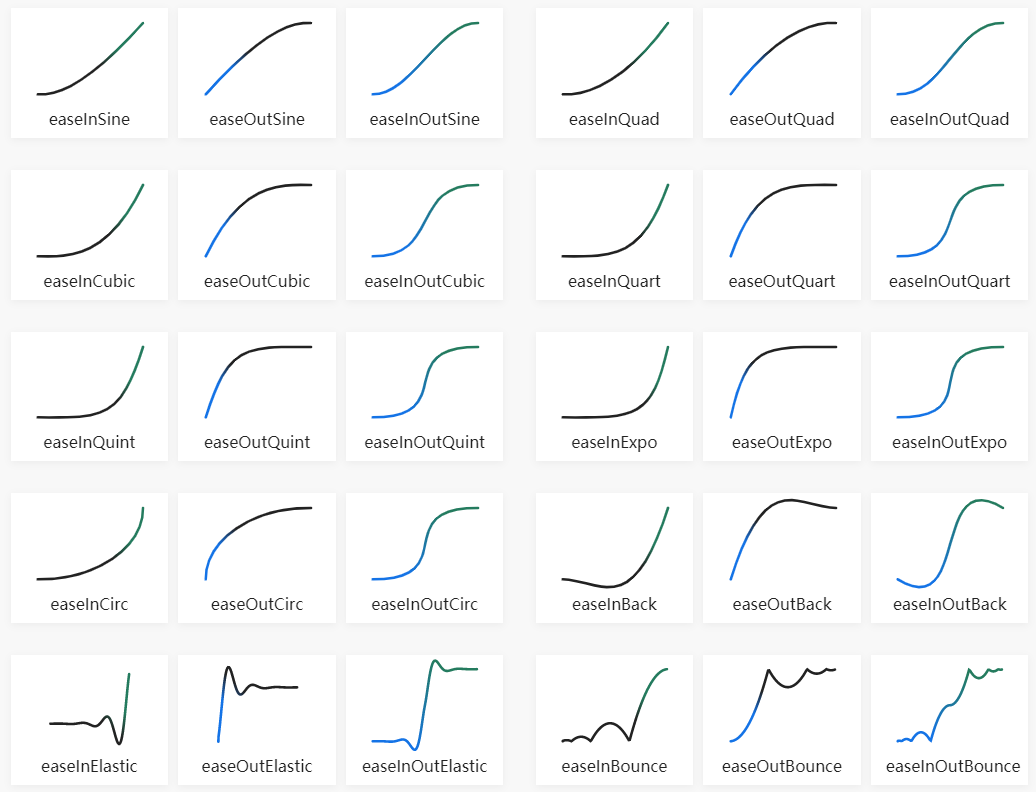 easeInSine
easeOutSine
easeInOutSine
easeInQuad
easeOutQuad
easeInOutQuad
easeInCubic
easeOutCubic
easeInOutCubic
easeInQuart
easeOutQuart
easeInOutQuart
easeInQuint
easeOutQuint
easeInOutQuint
easeInExpo
easeOutExpo
easeInOutExpo
easeInCirc
easeOutCirc
easeInOutCirc
easeInBack
easeOutBack
easeInOutBack
easeInElastic
easeOutElastic
easeInOutElastic
easeInBounce
easeOutBounce
easeInOutBounce